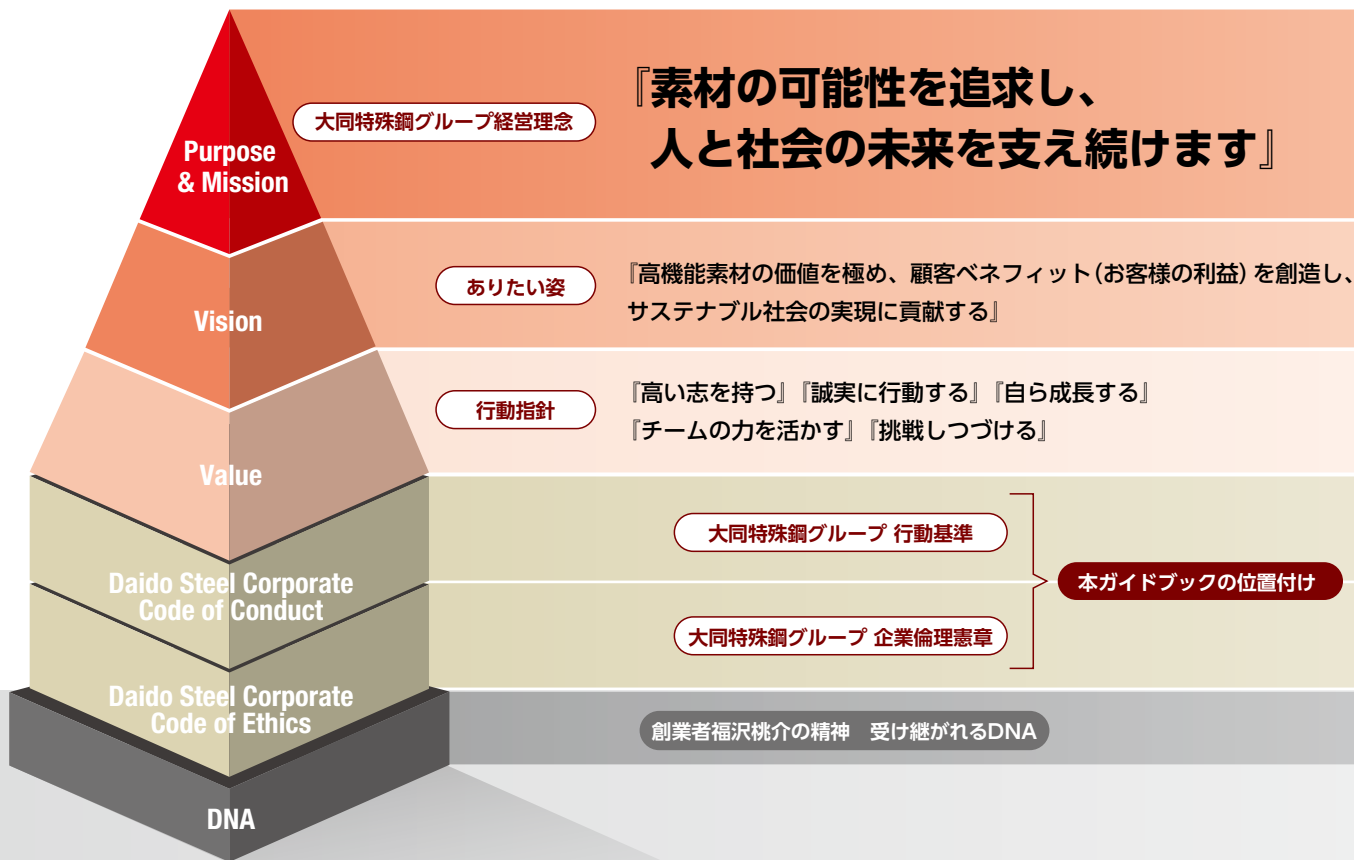 Purpose
& Mission
大同特殊鋼グループ経営理念
『素材の可能性を追求し、
人と社会の未来を支え続けます』
Vision
ありたい姿
『高機能素材の価値を極め、顧客ベネフィット(お客様の利益)を創造し、
サステナブル社会の実現に貢献する』
Value
行動指針
『高い志を持つ』『誠実に行動する』『自ら成長する』
『チームの力を活かす』『挑戦しつづける』
Daido Steel Corporate
Code of Conduct
大同特殊鋼グループ 行動基準
Daido Steel Corporate
Code of Ethics
大同特殊鋼グループ 企業倫理憲章
本ガイドブックの位置付け
DNA
創業者福沢桃介の精神　受け継がれるDNA